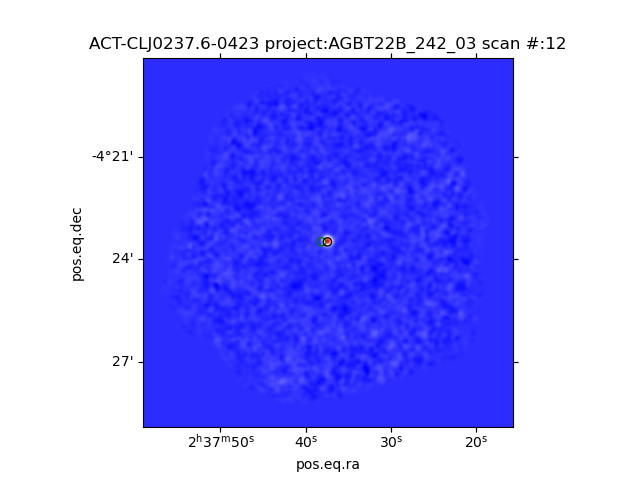 ACT-CLJ0237.6-0423 project:AGBT22B_242_03 scan #:12
-4°21'
24'
27'
pos.eq.dec
2ʰ37ᵐ50ˢ 40ˢ 30ˢ 20ˢ
pos.eq.ra